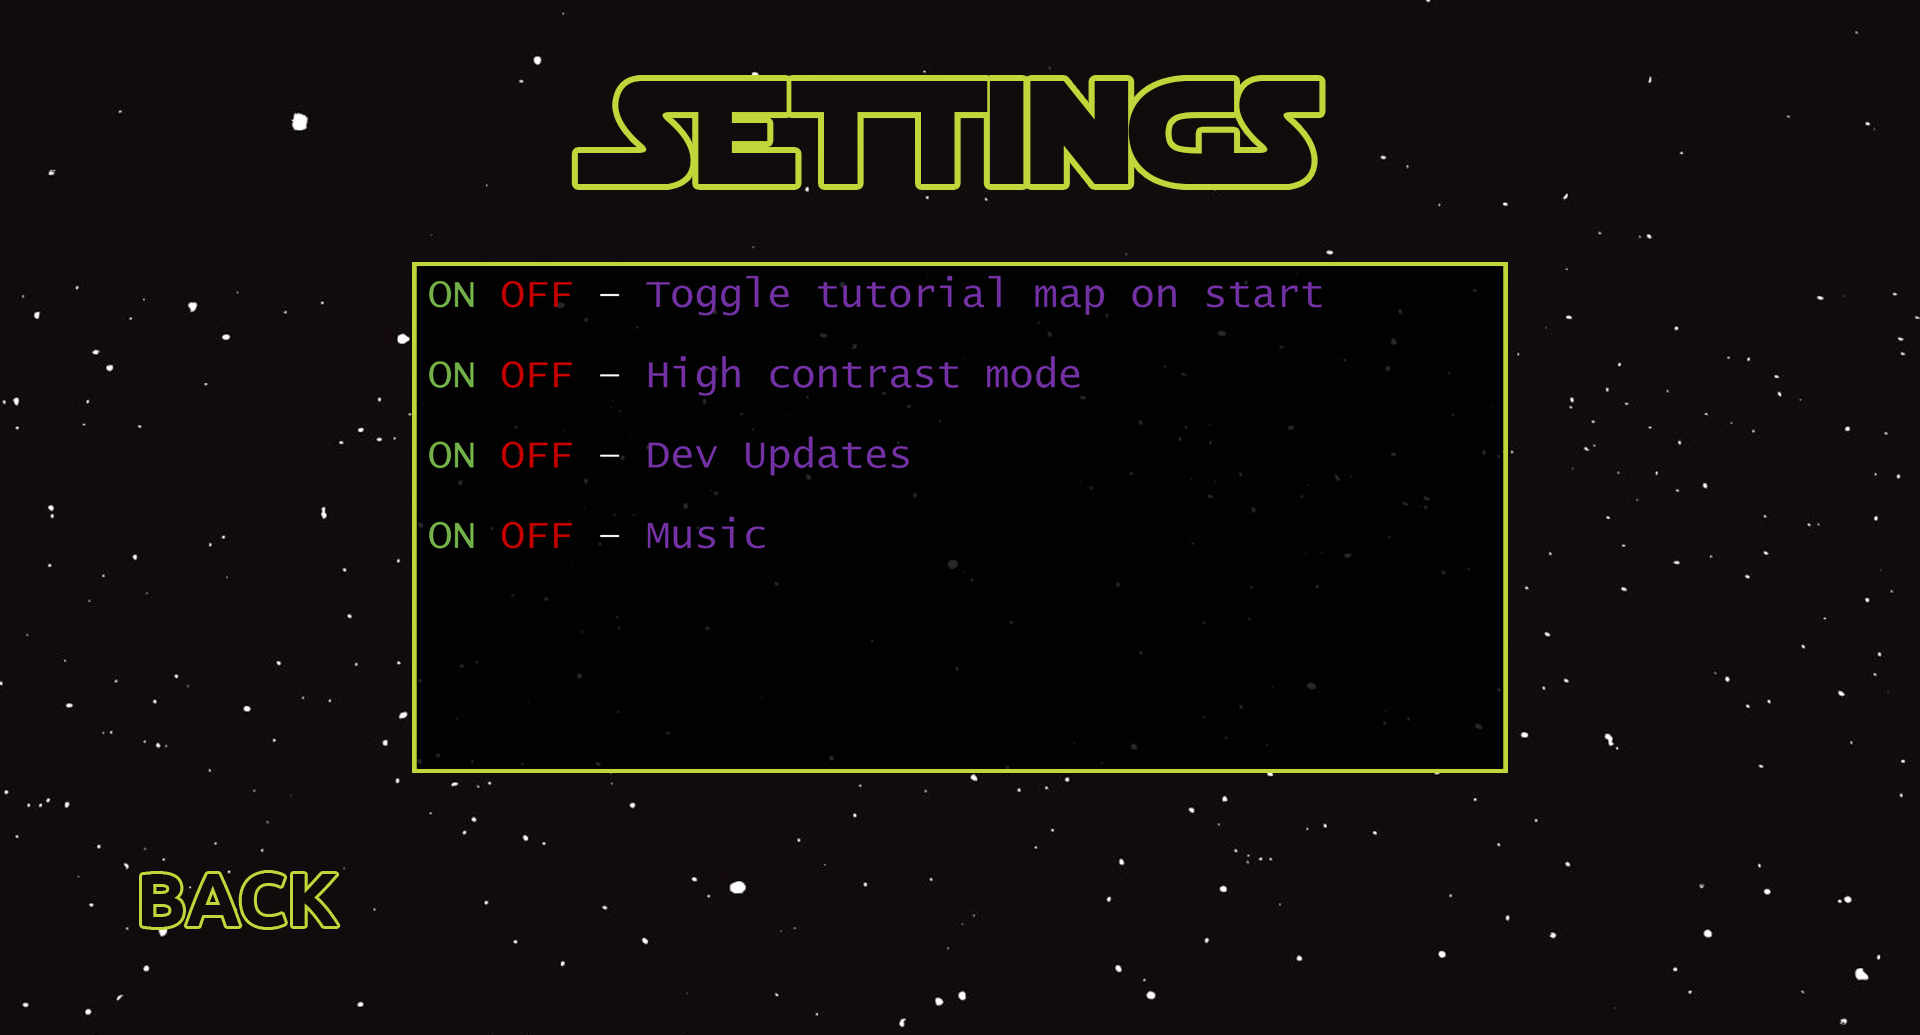 SETTINGS
ON OFF – Toggle tutorial map on start
ON OFF – High contrast mode
ON OFF – Dev Updates
ON OFF – Music
BACK